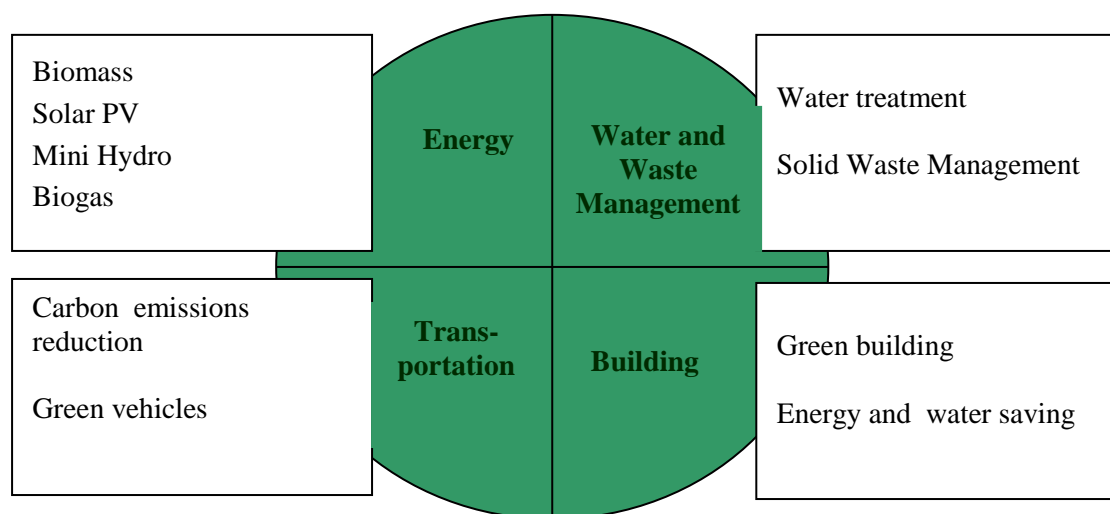 Biomass
Solar PV
Mini Hydro
Biogas
Energy
Water and
Waste
Management
Water treatment
Solid Waste Management
Carbon  emissions
reduction
Green vehicles
Trans-
portation
Building
Green building
Energy and  water saving